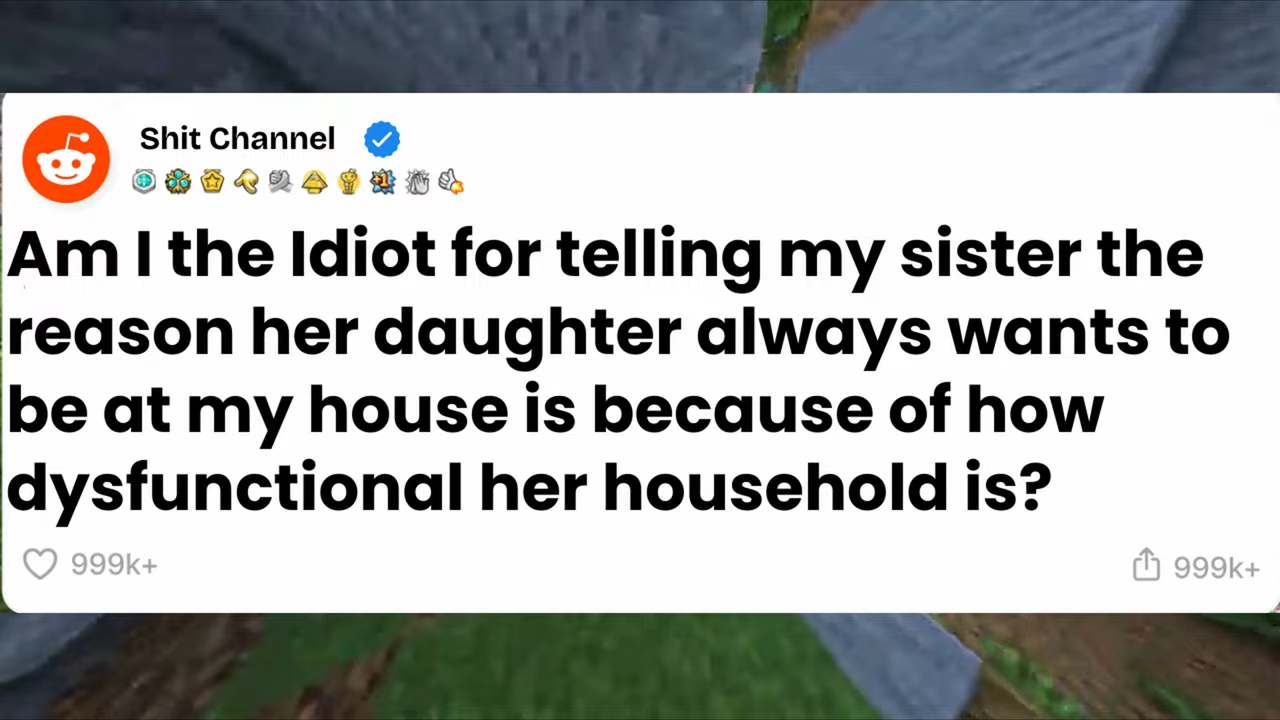 Shit Channel
Am I the Idiot for telling my sister the
reason her daughter always wants to
be at my house is because of how
dysfunctional her household is?
999k+
999k+